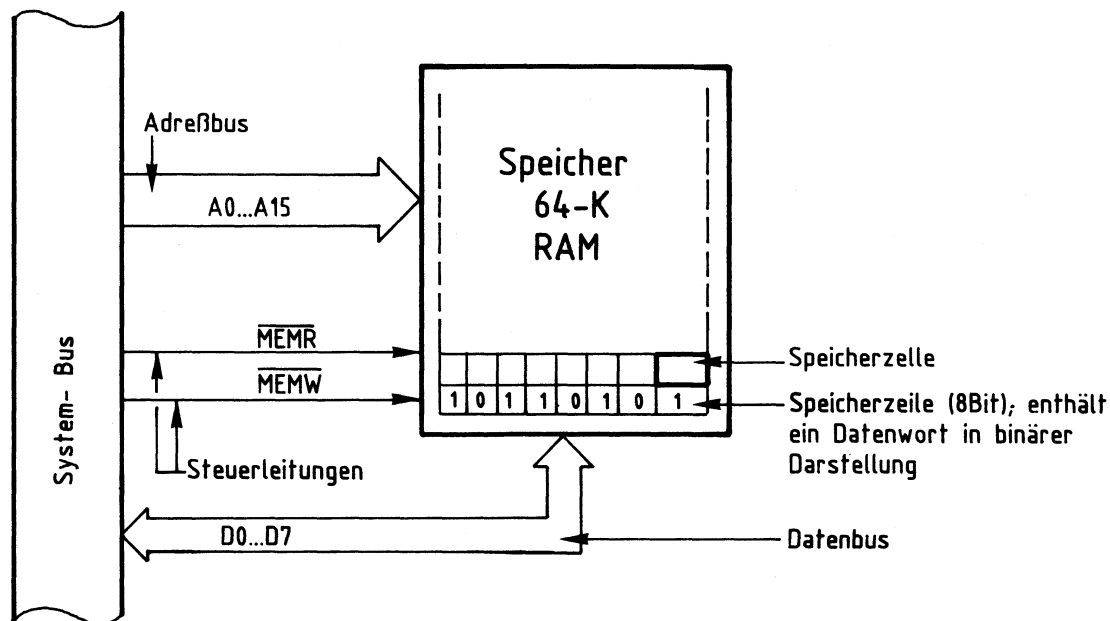 Adreßbus
A0...A15
Speicher
64-K
RAM
System- Bus
MEMR
MEMW
Steuerleitungen
1 0 1 1 0 1 0 1
Speicherzelle
Speicherzeile (8Bit); enthält
ein Datenwort in binärer
Darstellung
D0...D7
Datenbus